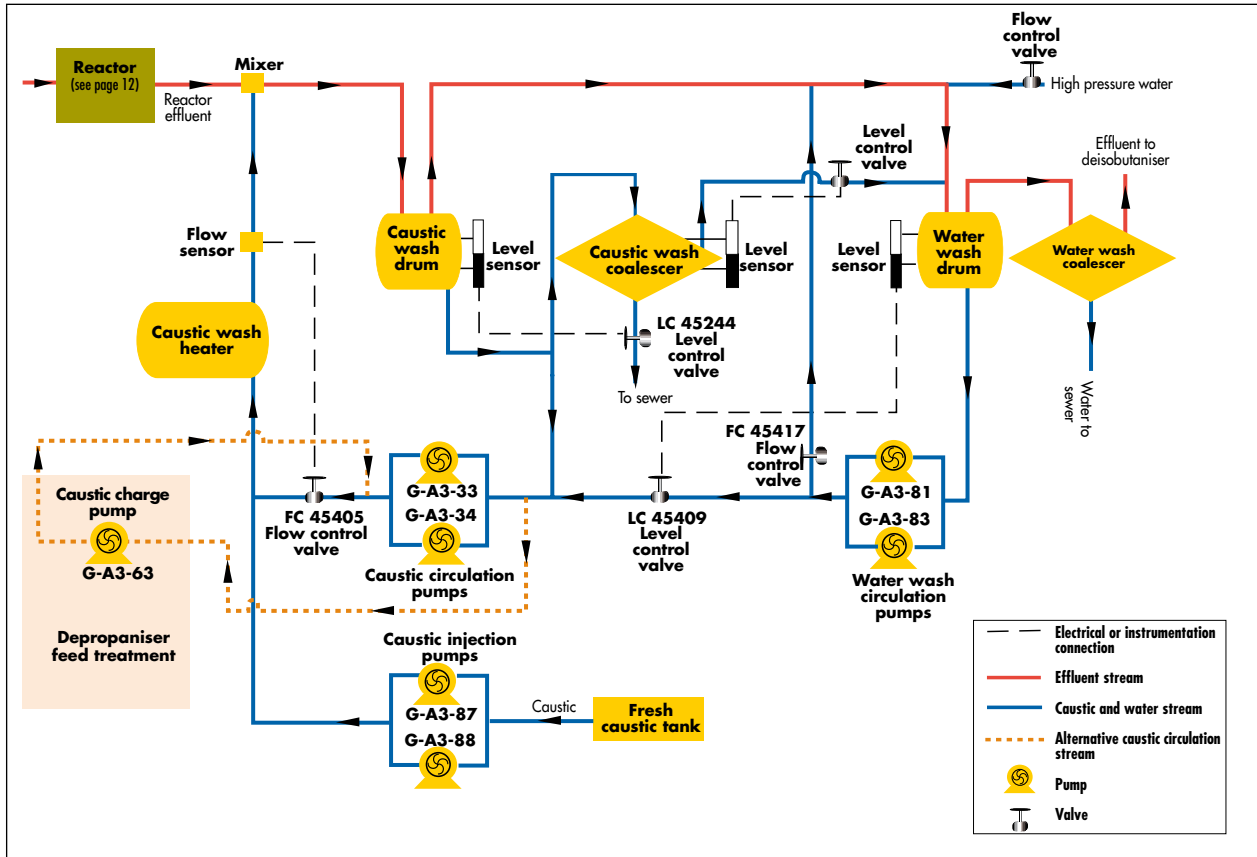 Flow
control
valve
Reactor
(see page 12)
Mixer
Reactor
effluent
High pressure water
Level
control
valve
Effluent to
deisobutaniser
Flow
sensor
Caustic
wash
drum
Level
sensor
Caustic wash
coalescer
Level
sensor
Level
sensor
Water
wash
drum
Water wash
coalescer
Caustic wash
heater
LC 45244
Level
control
valve
To sewer
Water to
sewer
FC 45417
Flow
control
valve
Caustic charge
pump
G-A3-63
Depropaniser
feed treatment
FC 45405
Flow control
valve
G-A3-33
G-A3-34
Caustic circulation
pumps
LC 45409
Level
control
valve
G-A3-81
G-A3-83
Water wash
circulation
pumps
Caustic injection
pumps
G-A3-87
G-A3-88
Caustic
Fresh
caustic tank
Electrical or instrumentation
connection
Effluent stream
Caustic and water stream
Alternative caustic circulation
stream
Pump
Valve